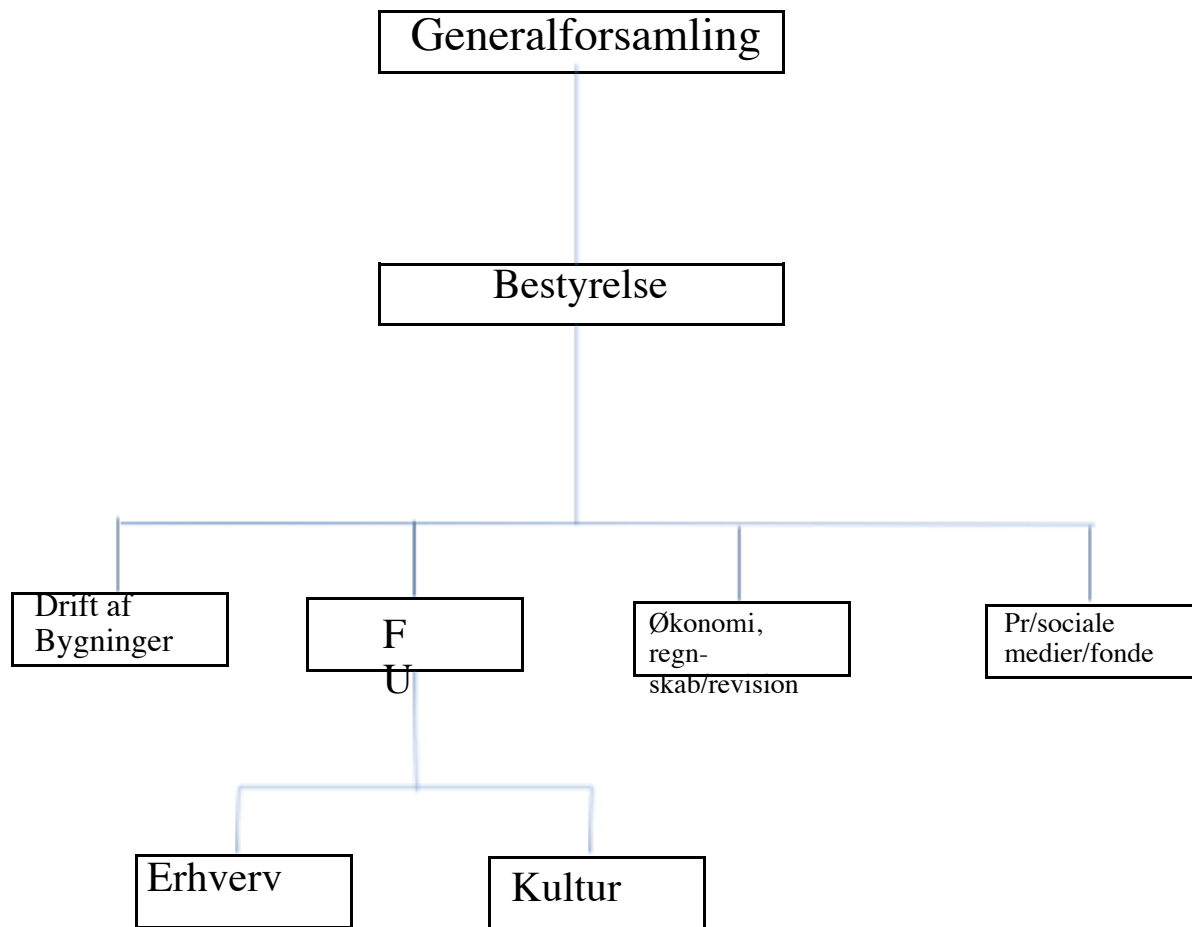 Generalforsamling
Bestyrelse
Drift af
Bygninger
F
U
Økonomi,
regn-
skab/revision
Pr/sociale
medier/fonde
Erhverv
Kultur